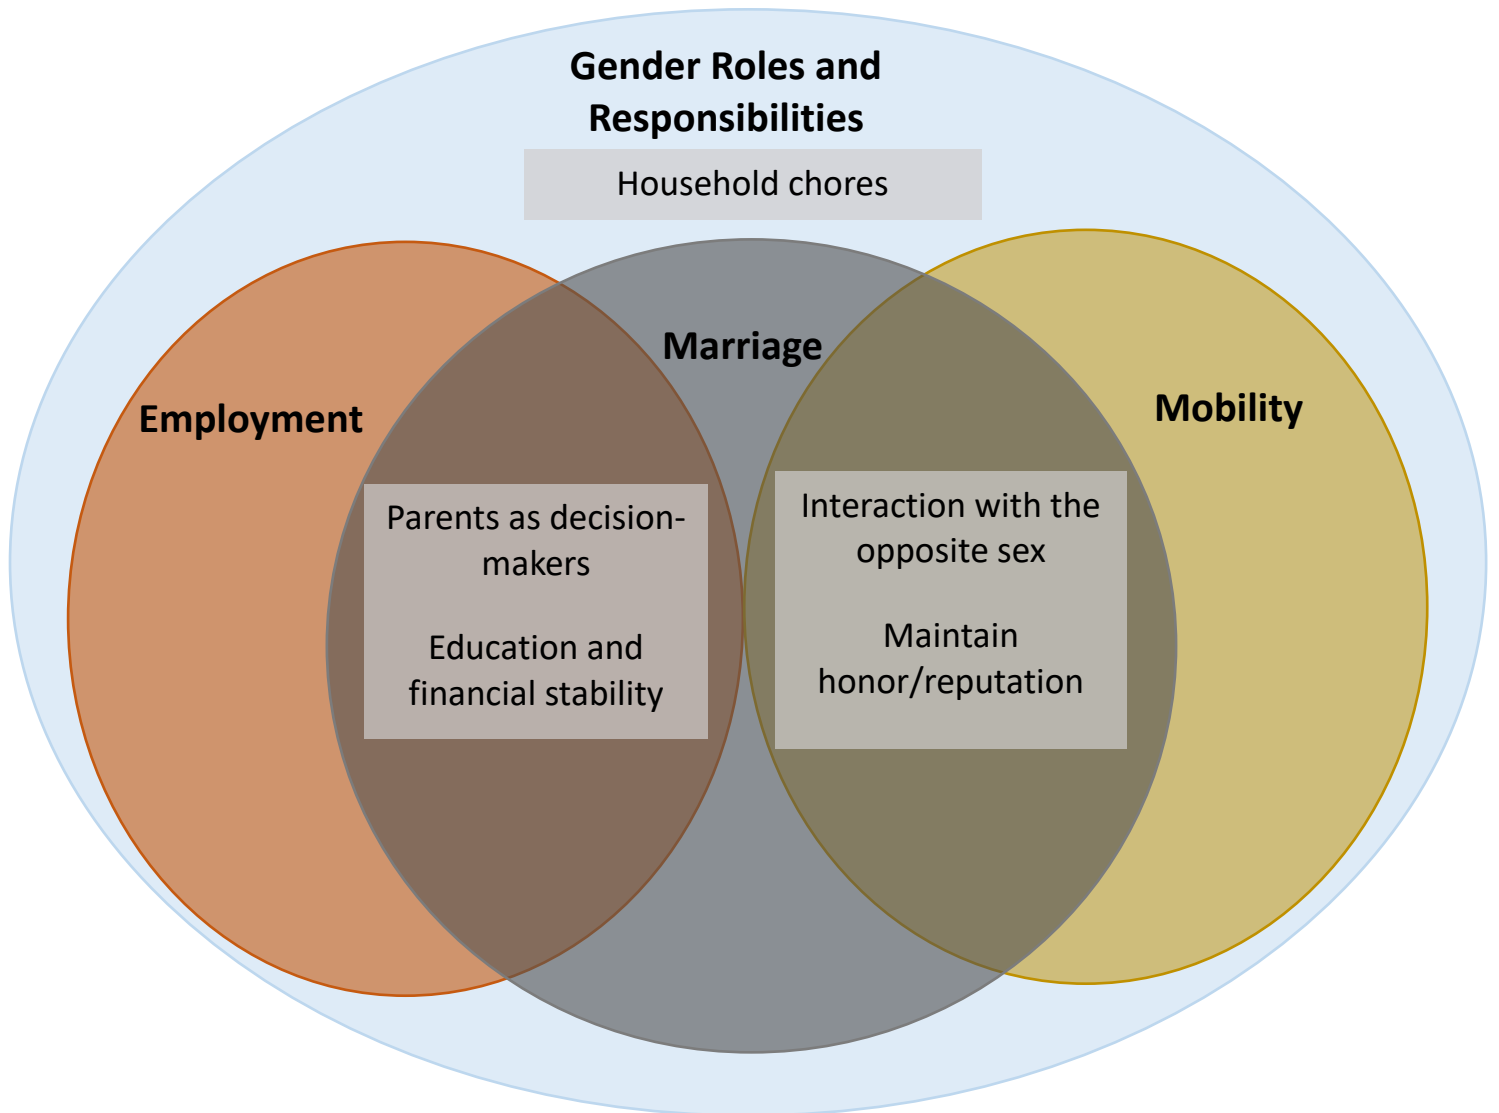 Gender Roles and
Responsibilities
Household chores
Marriage
Employment
Mobility
Parents as decision-
makers
Education and
financial stability
Interaction with the
opposite sex
Maintain
honor/reputation